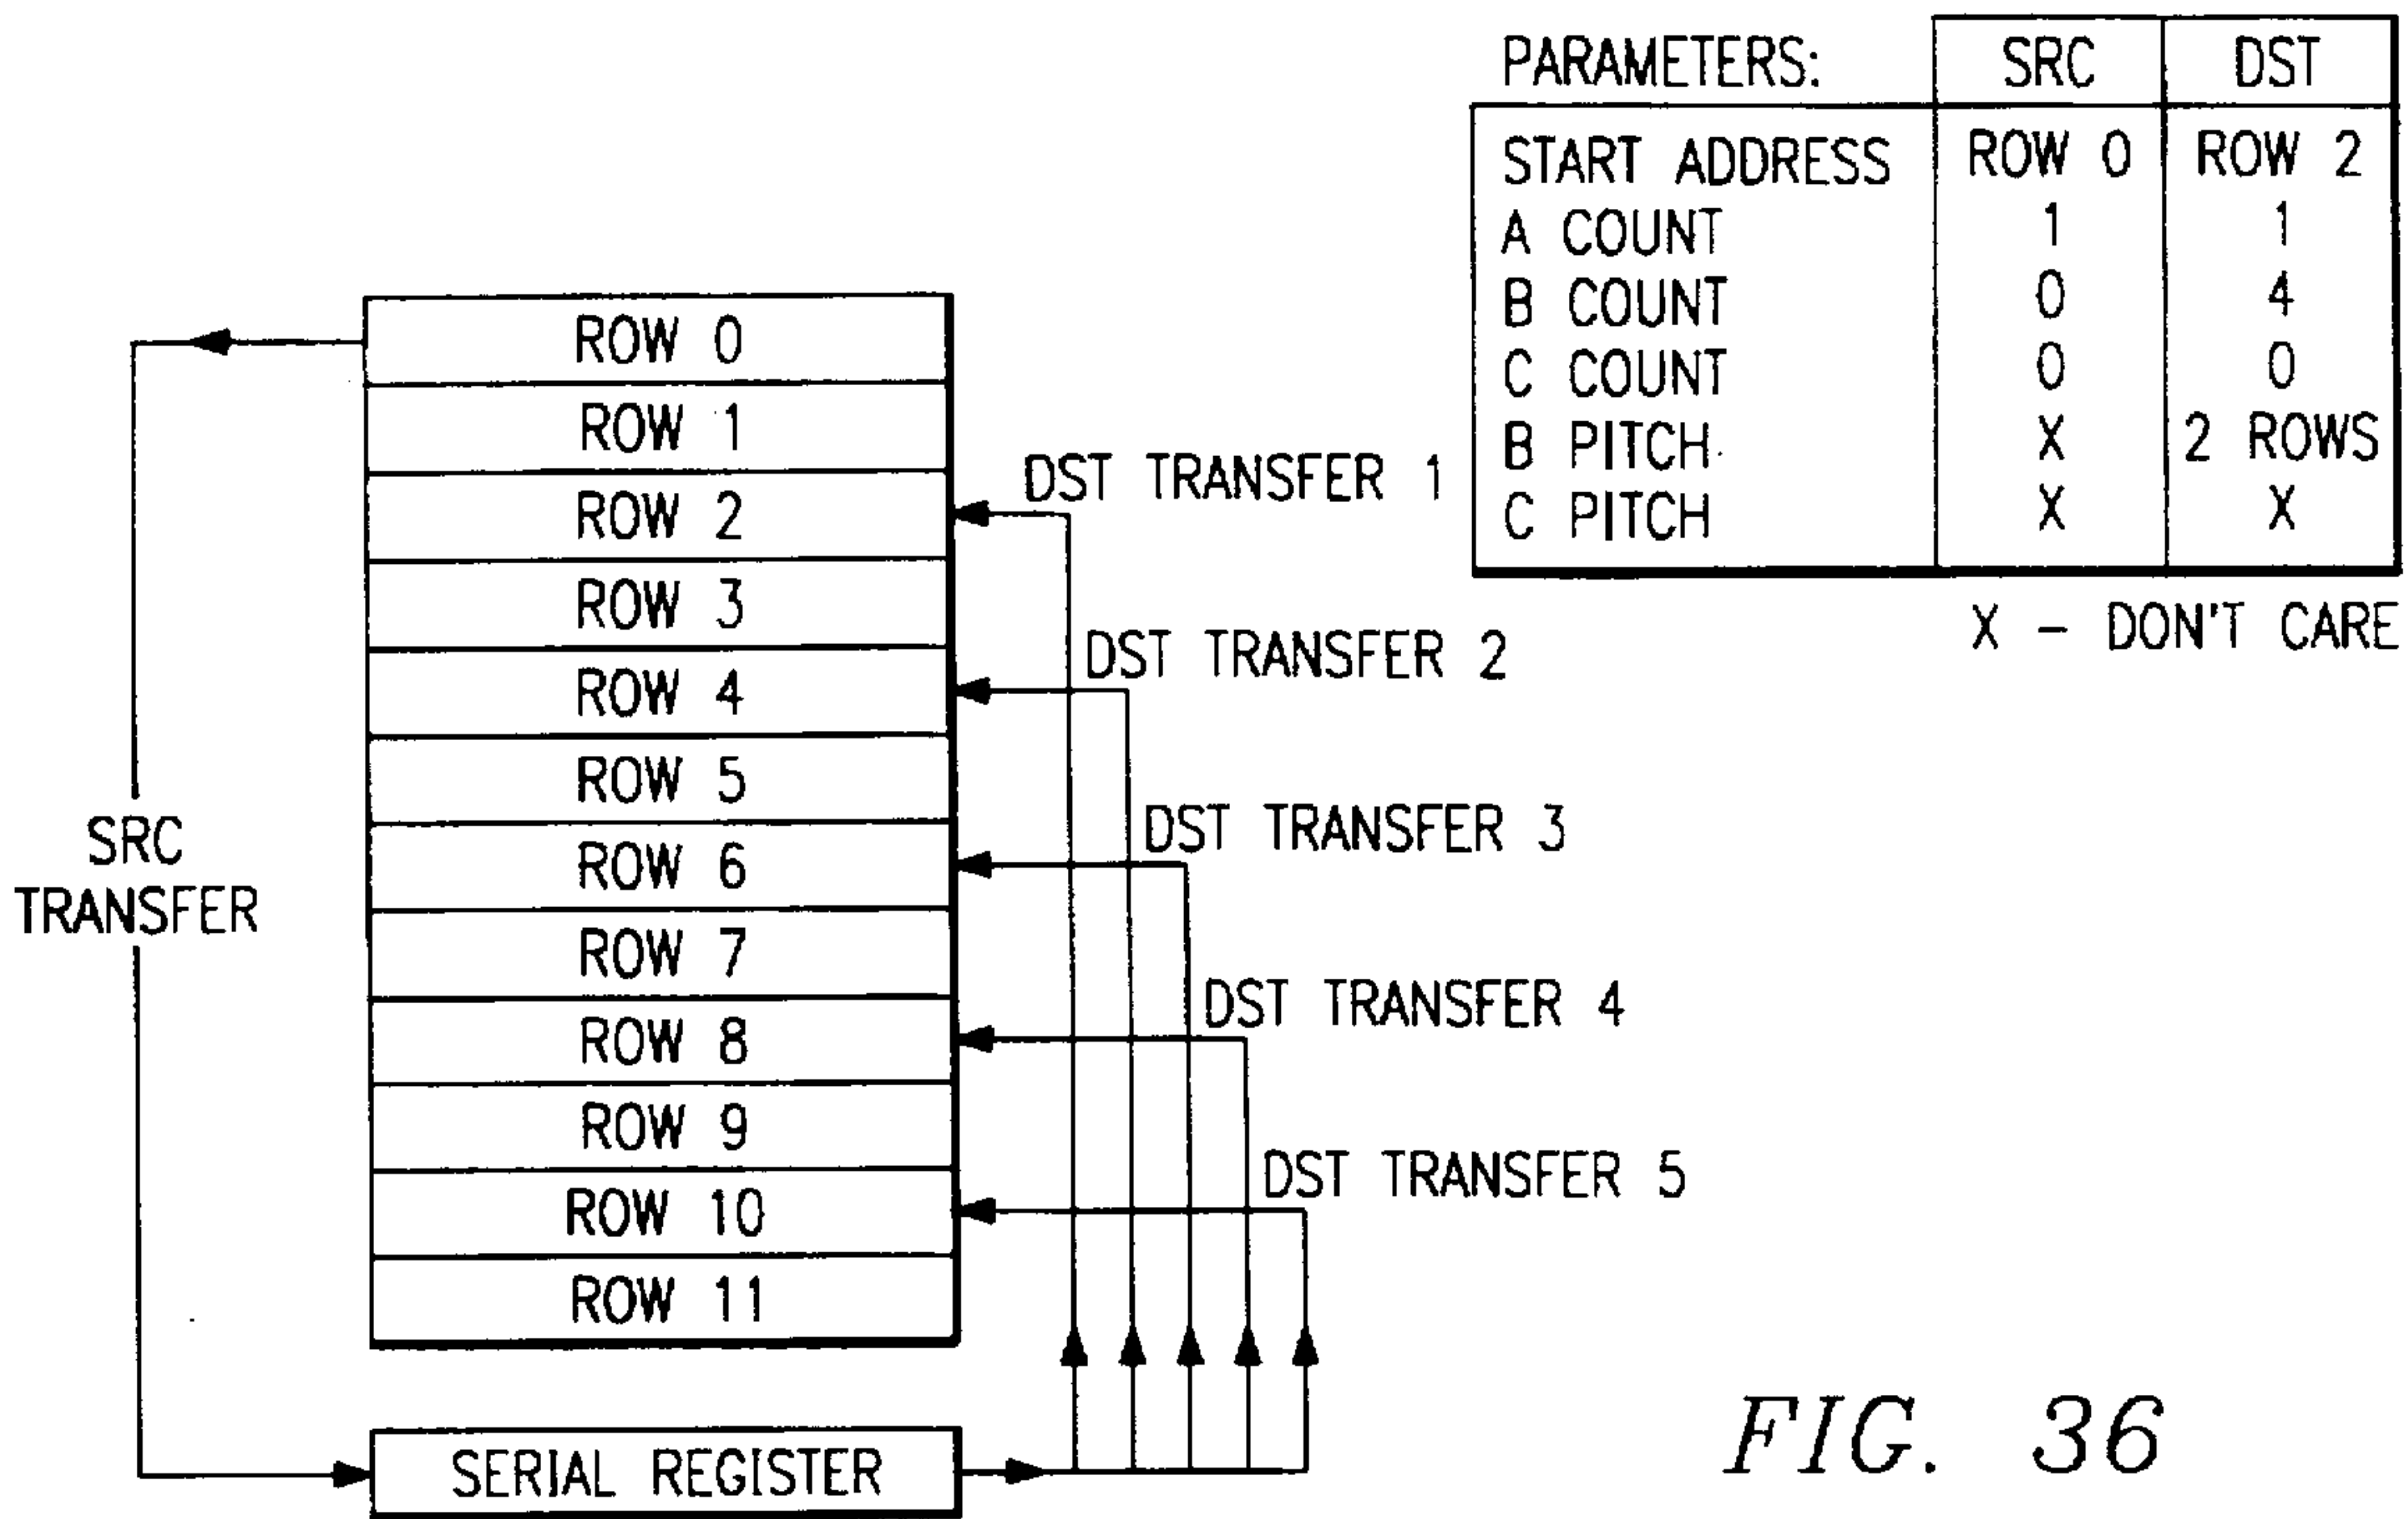 PARAMETERS: SRC DST
START ADDRESS ROW 0 ROW 2
A COUNT 1 1
B COUNT 0 4
C COUNT 0 0
B PITCH X 2 ROWS
C PITCH X X
X – DON'T CARE
ROW 0
ROW 1
ROW 2
ROW 3
ROW 4
ROW 5
ROW 6
ROW 7
ROW 8
ROW 9
ROW 10
ROW 11
SRC
TRANSFER
DST TRANSFER 1
DST TRANSFER 2
DST TRANSFER 3
DST TRANSFER 4
DST TRANSFER 5
SERIAL REGISTER
FIG. 36